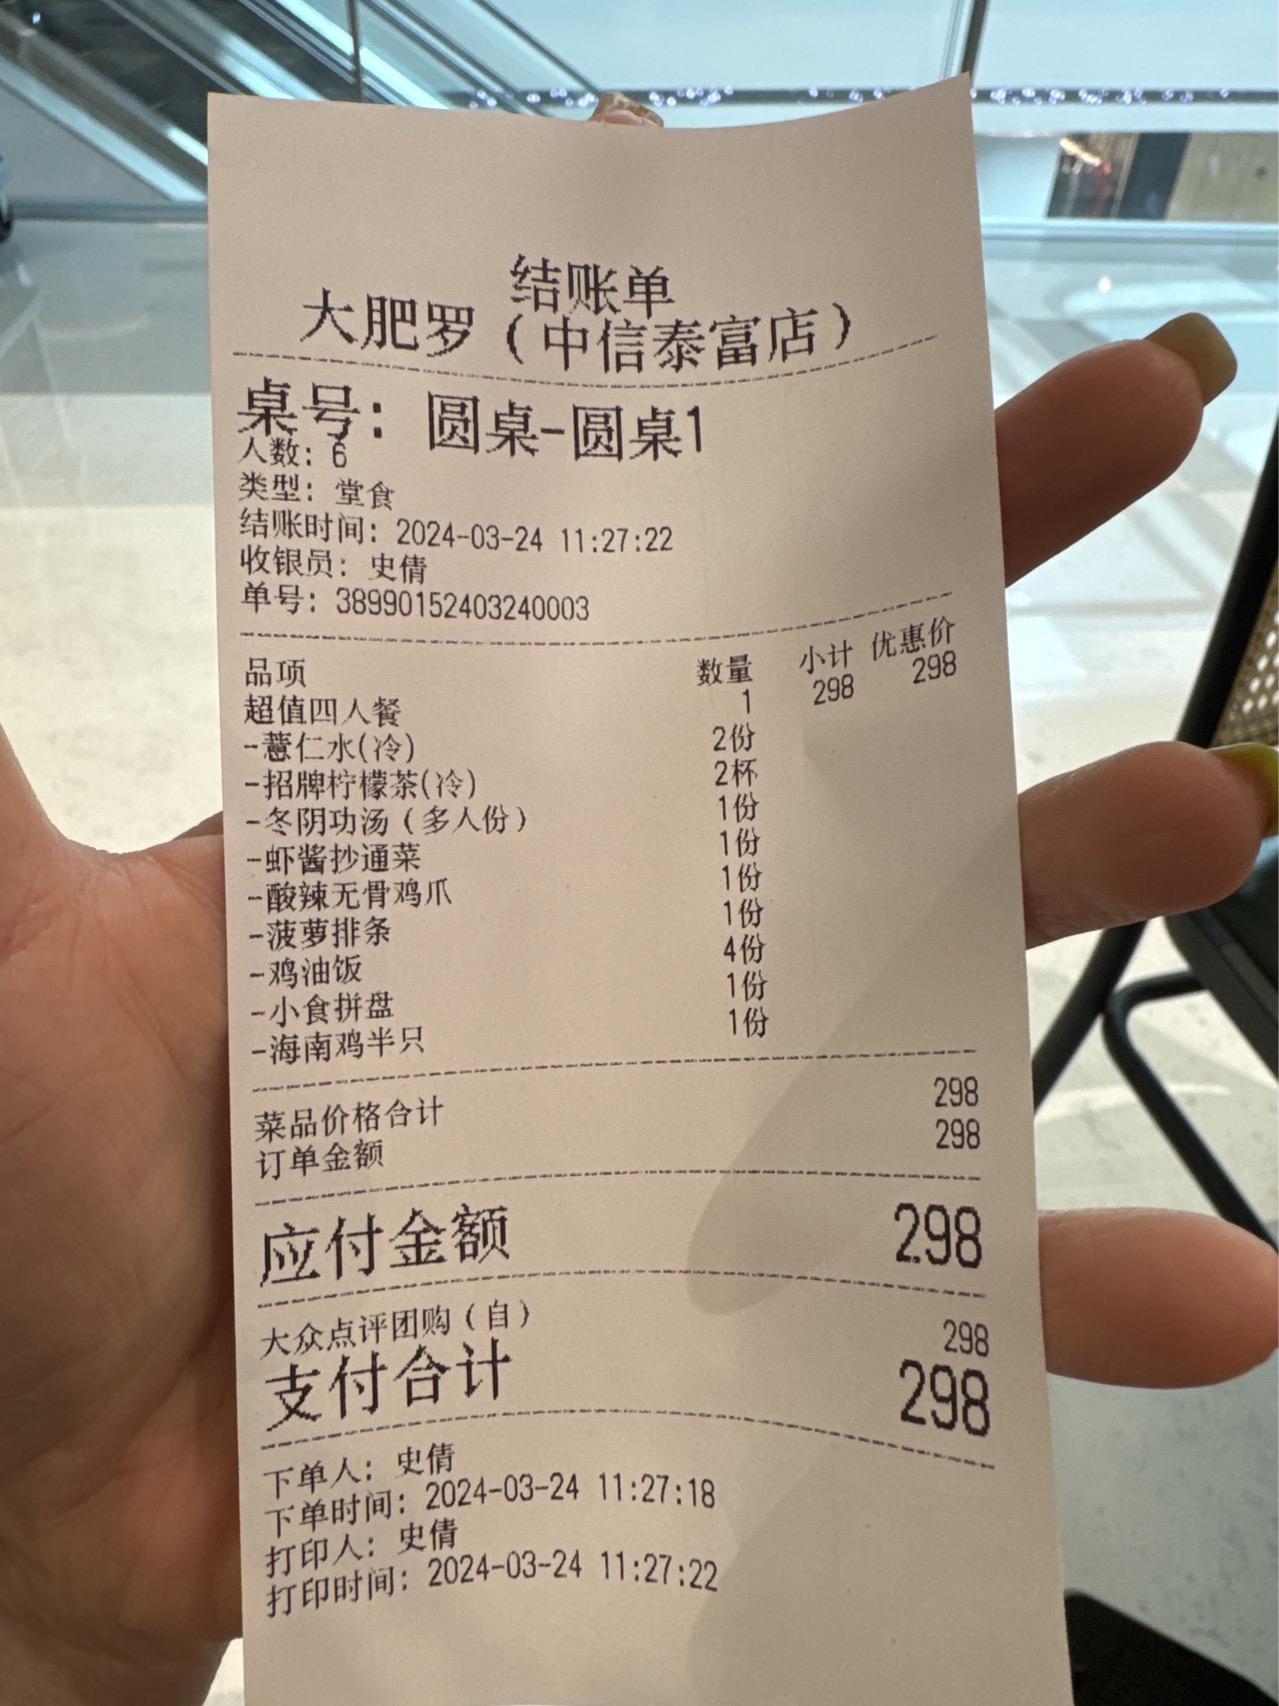 结账单
大肥罗（中信泰富店）
桌号：圆桌-圆桌1
人数：6
类型：堂食
结账时间：2024-03-24 11:27:22
收银员：史倩
单号：38990152403240003
品项 数量 小计 优惠价
超值四人餐 1 298 298
-薏仁水(冷) 2份
-招牌柠檬茶(冷) 2杯
-冬阴功汤（多人份） 1份
-虾酱抄通菜 1份
-酸辣无骨鸡爪 1份
-菠萝排条 1份
-鸡油饭 4份
-小食拼盘 1份
-海南鸡半只 1份
菜品价格合计 298
订单金额 298
应付金额 298
大众点评团购（自） 298
支付合计 298
下单人：史倩
下单时间：2024-03-24 11:27:18
打印人：史倩
打印时间：2024-03-24 11:27:22